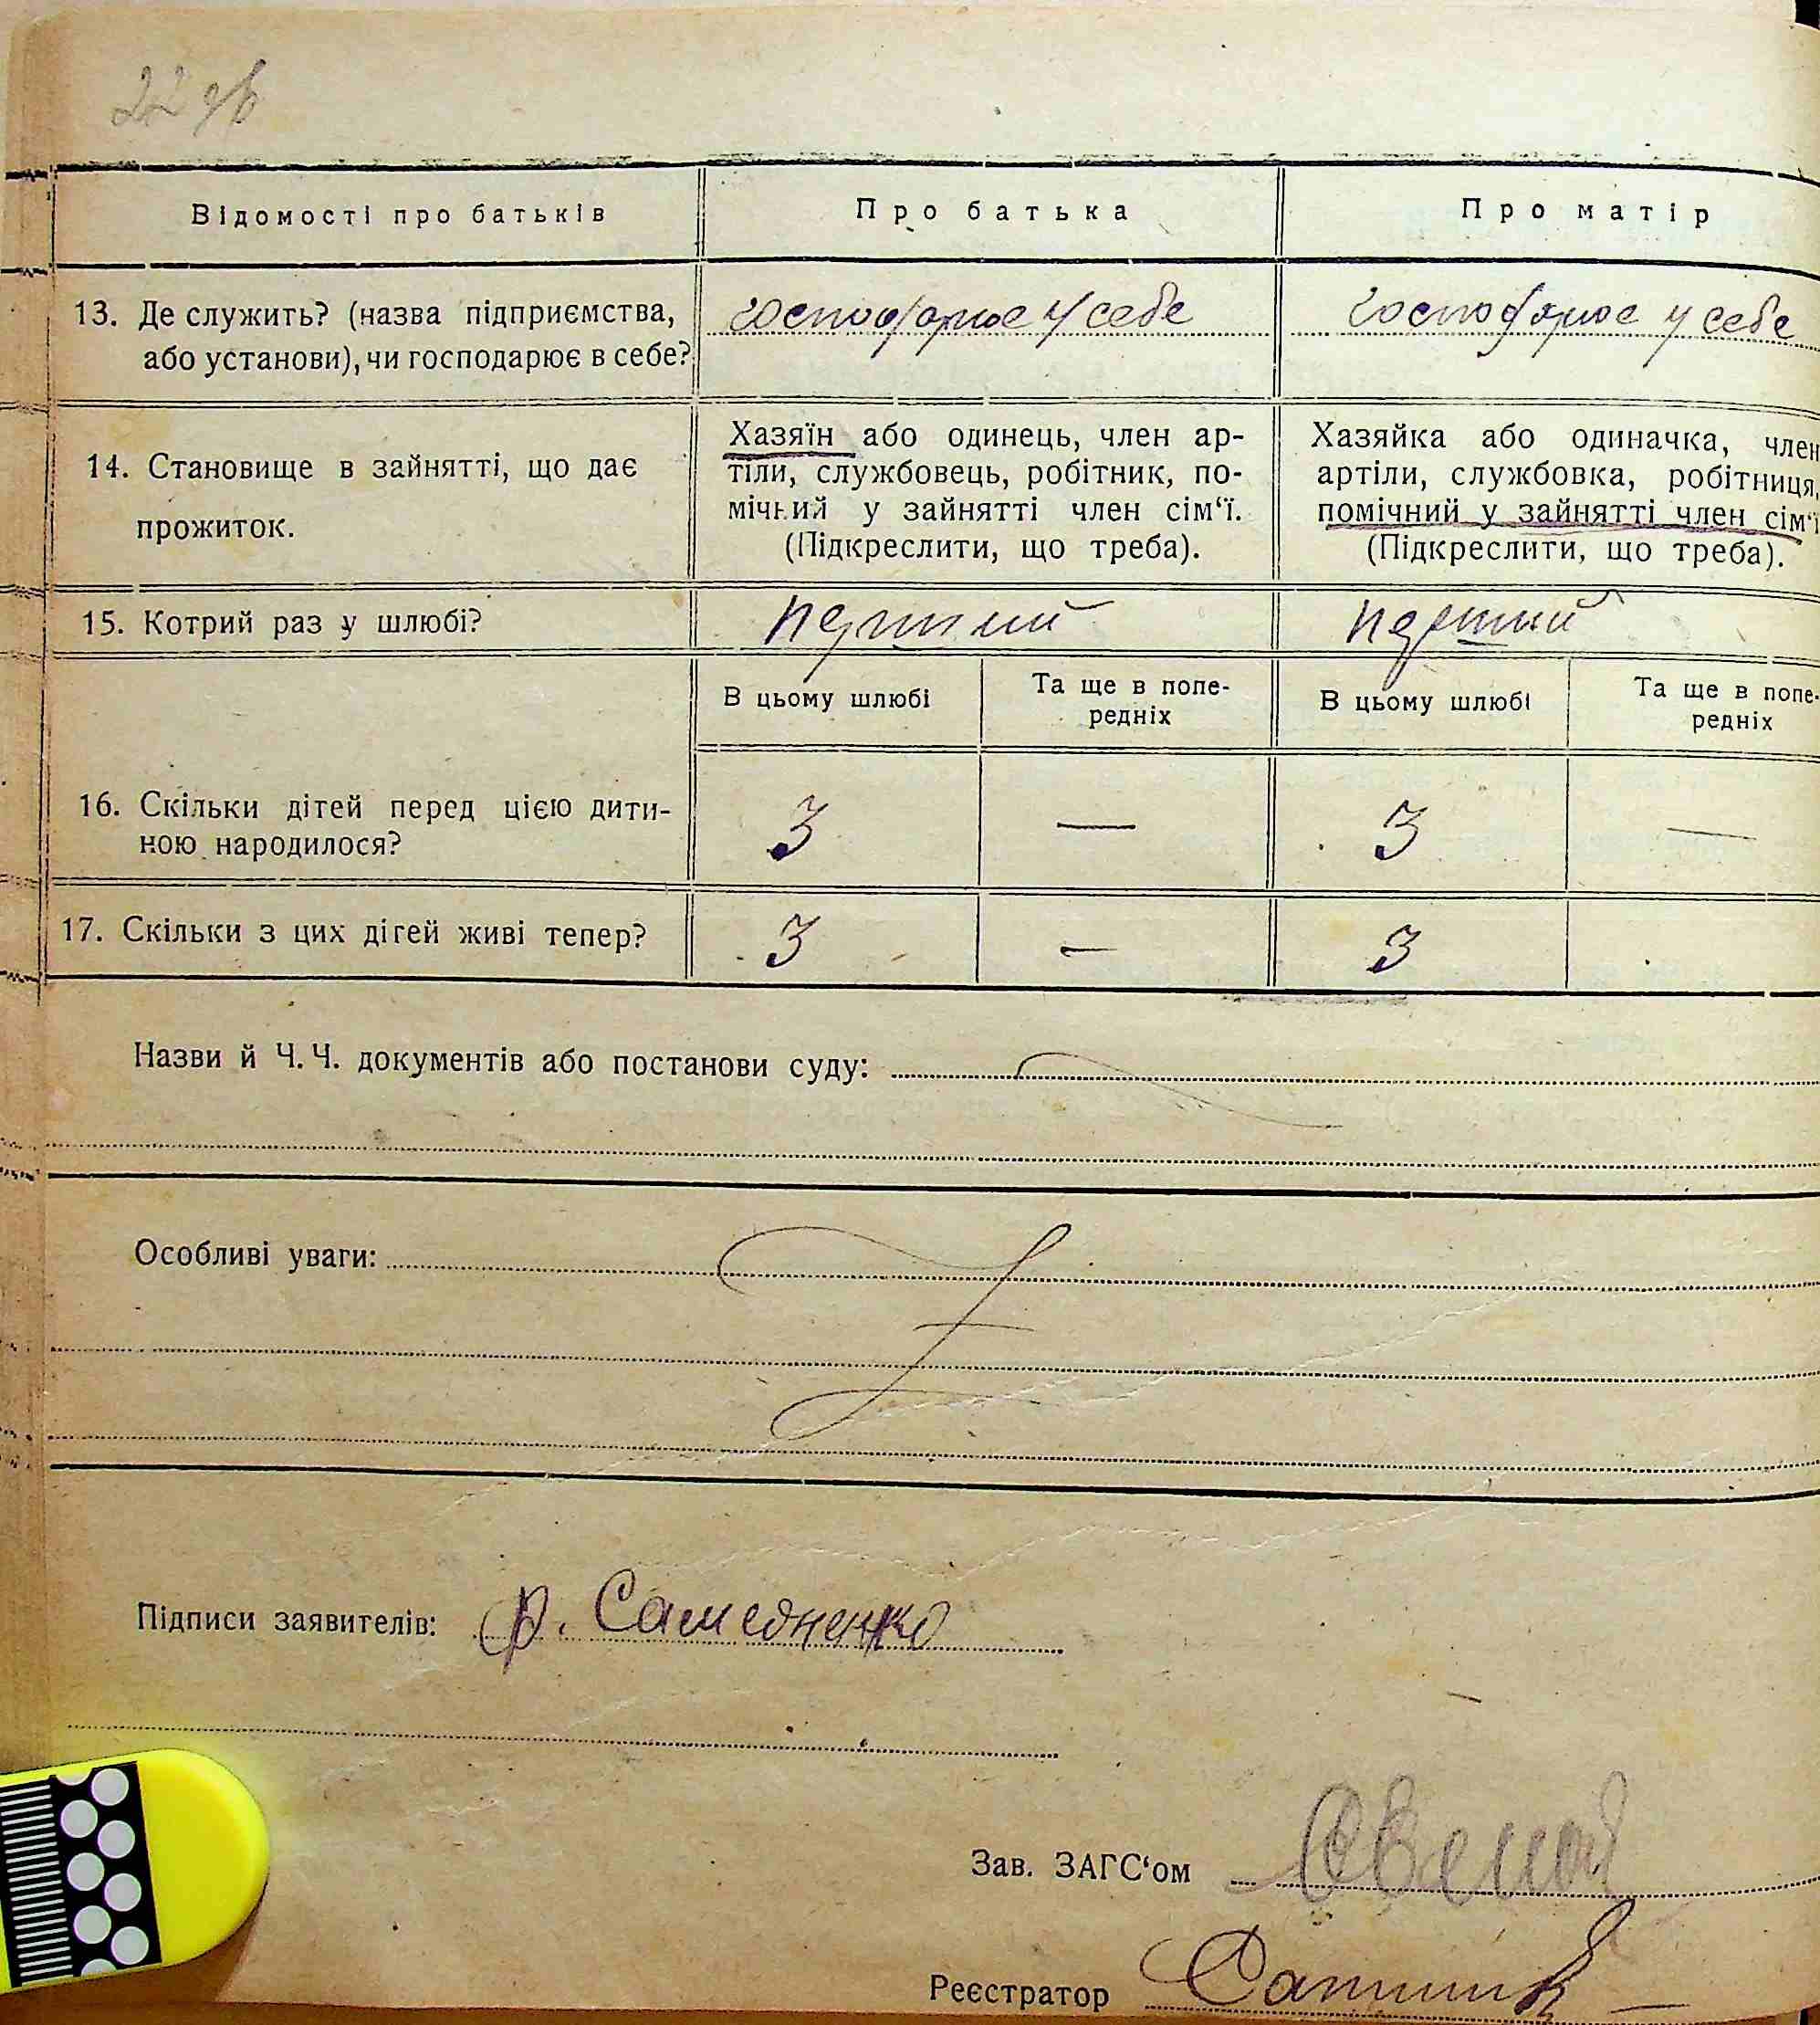 22 зв
Відомості про батьків
Про батька
Про матір
13. Де служить? (назва підприємства,
або установи), чи господарює в себе?
господарює у себе
господарює у себе
14. Становище в зайнятті, що дає
прожиток.
Хазяїн або одинець, член ар-
тіли, службовець, робітник, по-
мічний у зайнятті член сім‘ї.
(Підкреслити, що треба).
Хазяйка або одиначка, член
артіли, службовка, робітниця,
помічний у зайнятті член сім‘ї
(Підкреслити, що треба).
15. Котрий раз у шлюбі?
перший
перший
В цьому шлюбі
Та ще в попе-
редніх
В цьому шлюбі
Та ще в попе-
редніх
16. Скільки дітей перед цією дити-
ною народилося?
3
—
3
—
17. Скільки з цих дітей живі тепер?
3
—
3
Назви й Ч. Ч. документів або постанови суду:
Особливі уваги:
Підписи заявителів:
Зав. ЗАГС‘ом
Реєстратор